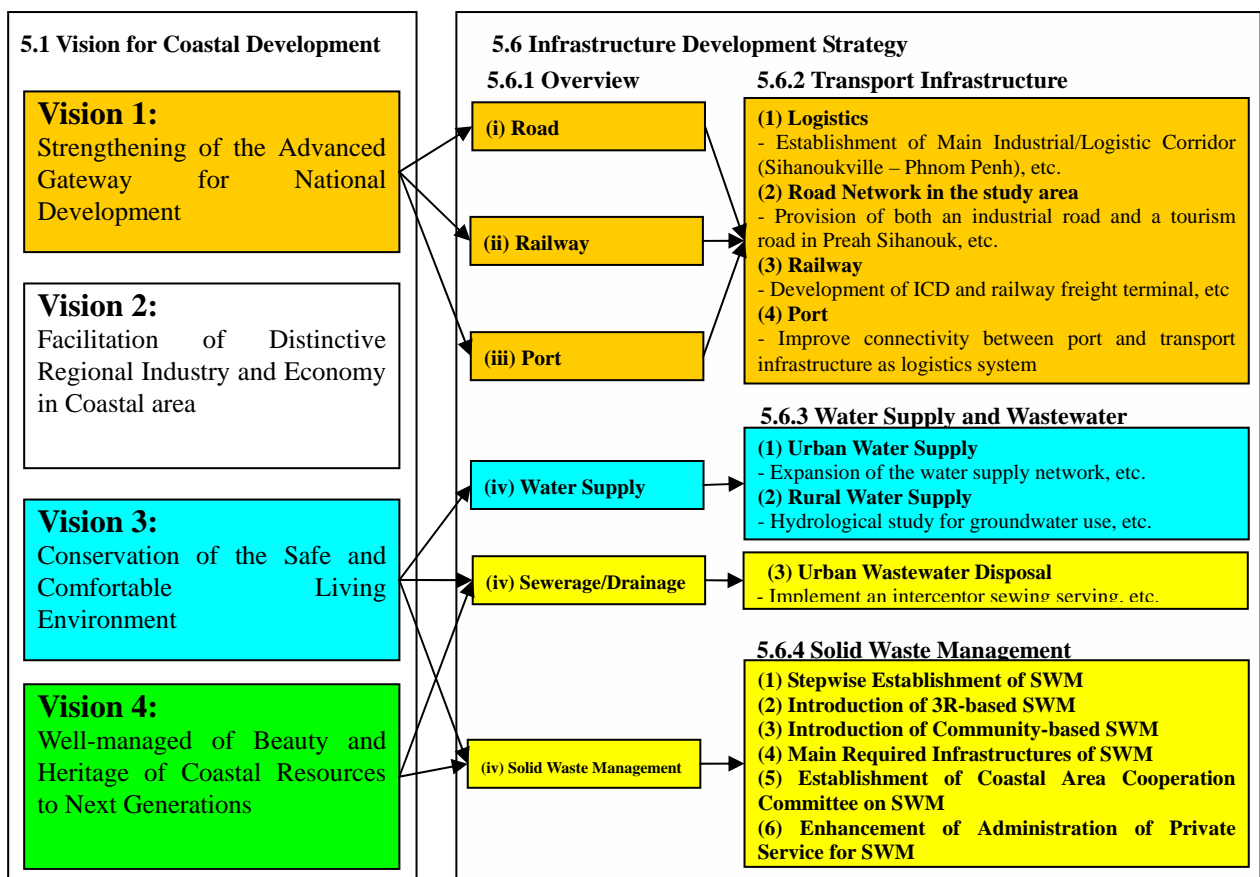 5.1 Vision for Coastal Development
Vision 1:
Strengthening of the Advanced
Gateway for National
Development
Vision 2:
Facilitation of Distinctive
Regional Industry and Economy
in Coastal area
Vision 3:
Conservation of the Safe and
Comfortable Living
Environment
Vision 4:
Well-managed of Beauty and
Heritage of Coastal Resources
to Next Generations
5.6 Infrastructure Development Strategy
5.6.1 Overview
(i) Road
(ii) Railway
(iii) Port
(iv) Water Supply
(iv) Sewerage/Drainage
(iv) Solid Waste Management
5.6.2 Transport Infrastructure
(1) Logistics
- Establishment of Main Industrial/Logistic Corridor
(Sihanoukville – Phnom Penh), etc.
(2) Road Network in the study area
- Provision of both an industrial road and a tourism
road in Preah Sihanouk, etc.
(3) Railway
- Development of ICD and railway freight terminal, etc
(4) Port
- Improve connectivity between port and transport
infrastructure as logistics system
5.6.3 Water Supply and Wastewater
(1) Urban Water Supply
- Expansion of the water supply network, etc.
(2) Rural Water Supply
- Hydrological study for groundwater use, etc.
(3) Urban Wastewater Disposal
- Implement an interceptor sewing serving, etc.
5.6.4 Solid Waste Management
(1) Stepwise Establishment of SWM
(2) Introduction of 3R-based SWM
(3) Introduction of Community-based SWM
(4) Main Required Infrastructures of SWM
(5) Establishment of Coastal Area Cooperation
Committee on SWM
(6) Enhancement of Administration of Private
Service for SWM